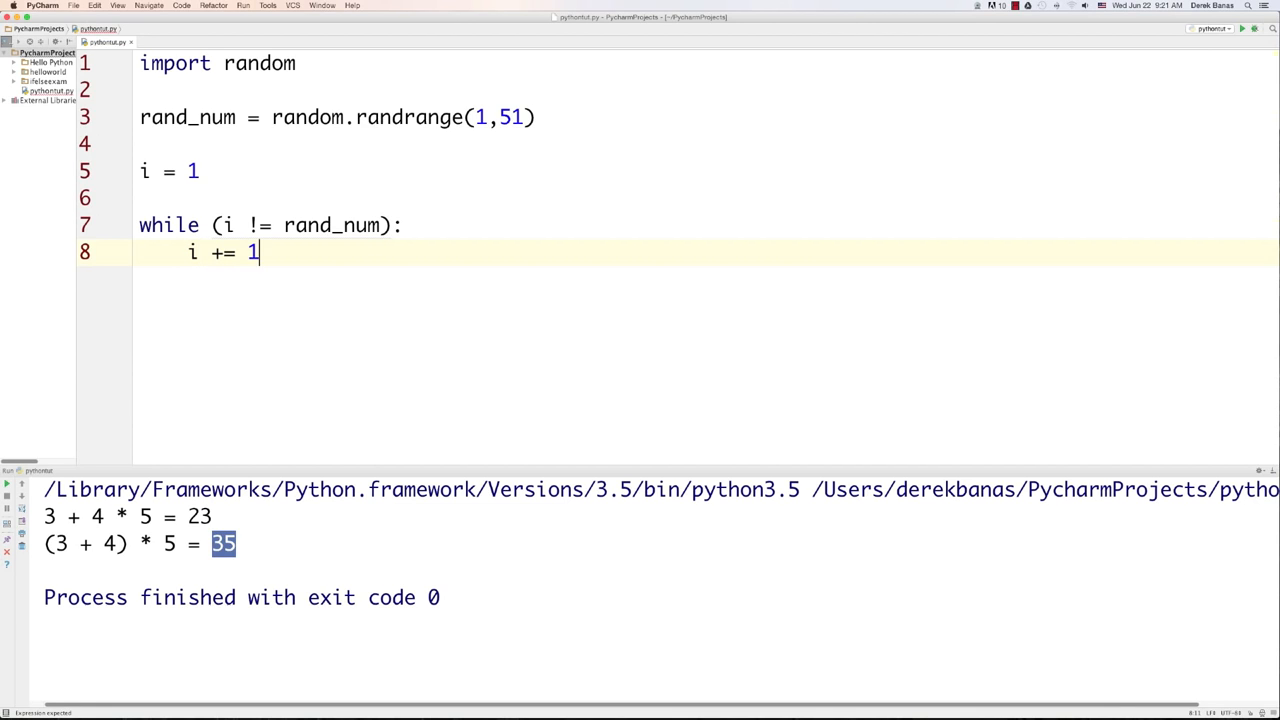 PyCharm File Edit View Navigate Code Refactor Run Tools VCS Window Help 10 Wed Jun 22 9:21 AM Derek Banas
pythontut.py - PycharmProjects - [~/PycharmProjects]
PycharmProjects pythontut.py pythontut
pythontut.py
PycharmProject
Hello Python
helloworld
ifelseexam
pythontut.py
External Librarie
1 import random
2
3 rand_num = random.randrange(1,51)
4
5 i = 1
6
7 while (i != rand_num):
8 i += 1
Run pythontut
/Library/Frameworks/Python.framework/Versions/3.5/bin/python3.5 /Users/derekbanas/PycharmProjects/pytho
3 + 4 * 5 = 23
(3 + 4) * 5 = 35
Process finished with exit code 0
Expression expected 8:11 LF÷ UTF-8÷